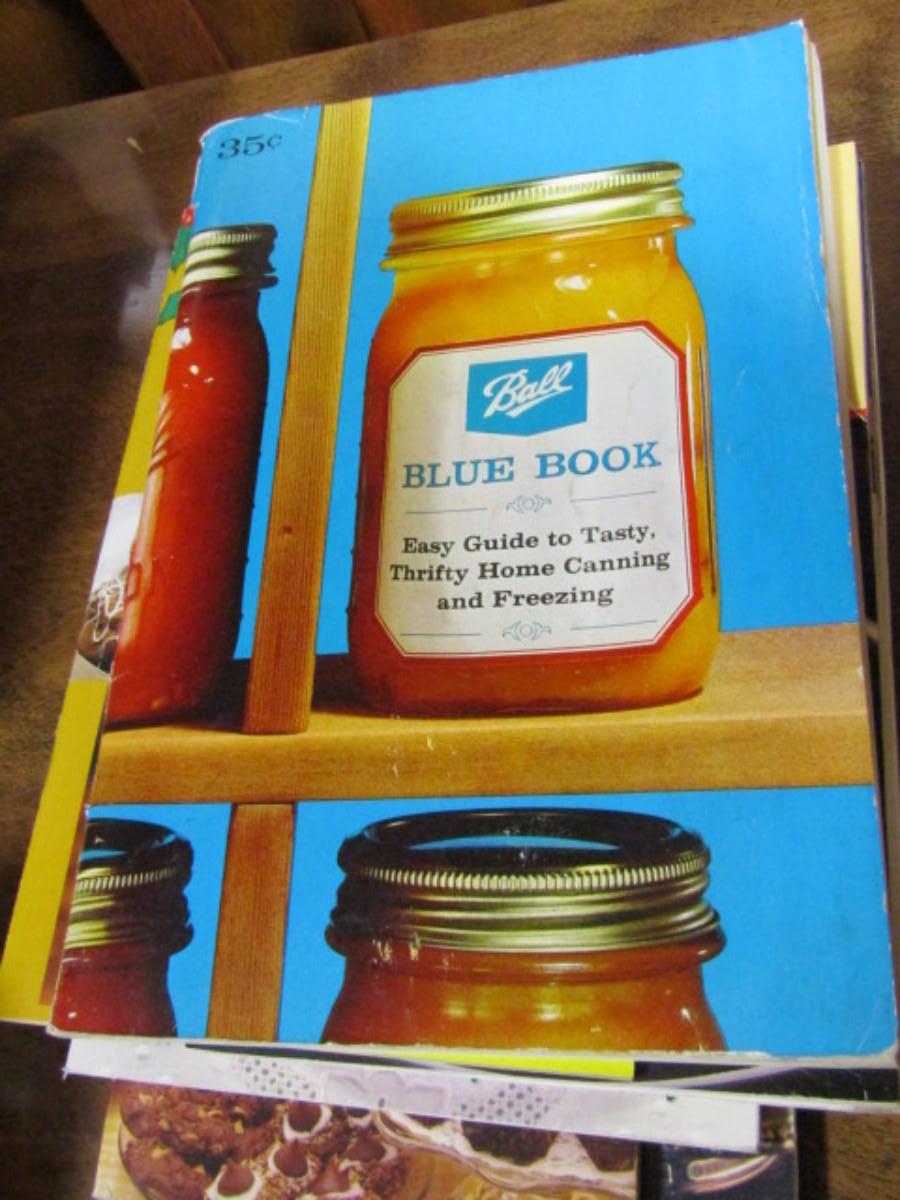 35¢
Ball
BLUE BOOK
Easy Guide to Tasty,
Thrifty Home Canning
and Freezing